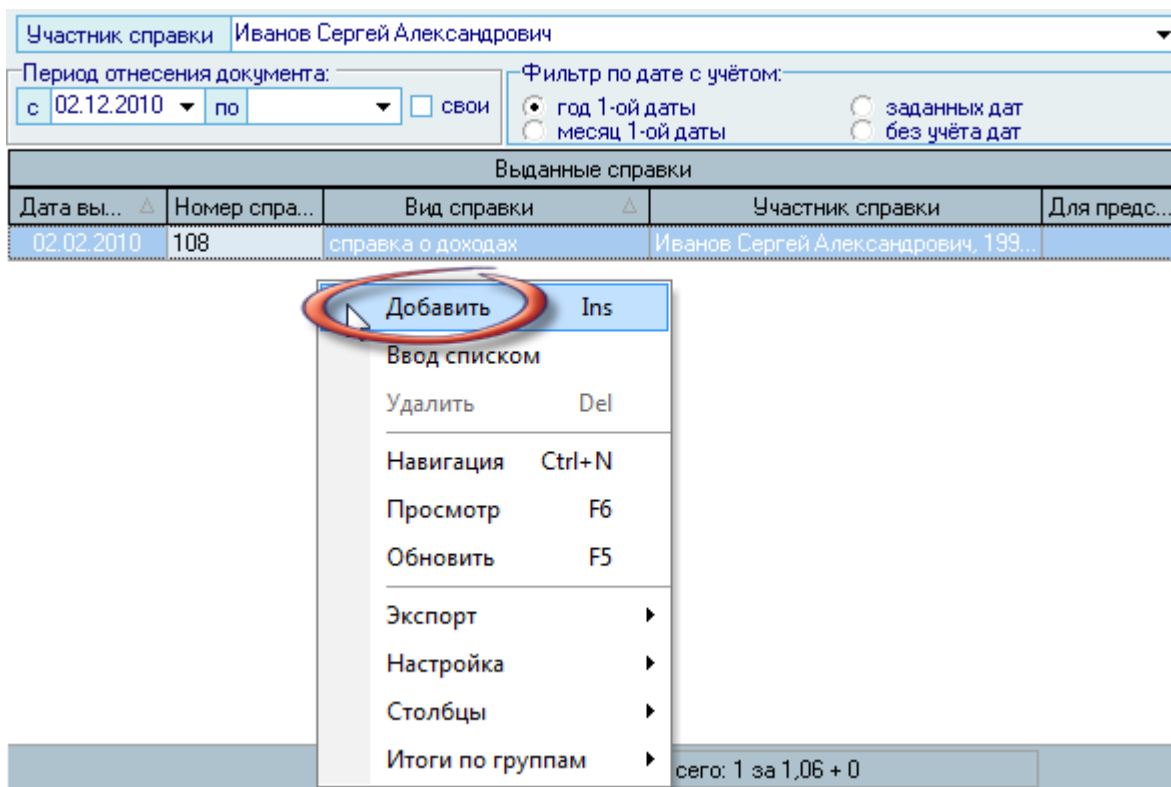 Участник справки Иванов Сергей Александрович
Период отнесения документа: Фильтр по дате с учётом:
с 02.12.2010 по свои год 1-ой даты заданных дат
месяц 1-ой даты без учёта дат
Выданные справки
Дата вы... Номер спра... Вид справки Участник справки Для предс...
02.02.2010 108 справка о доходах Иванов Сергей Александрович, 199...
Добавить Ins
Ввод списком
Удалить Del
Навигация Ctrl+N
Просмотр F6
Обновить F5
Экспорт
Настройка
Столбцы
Итоги по группам
сего: 1 за 1,06 + 0